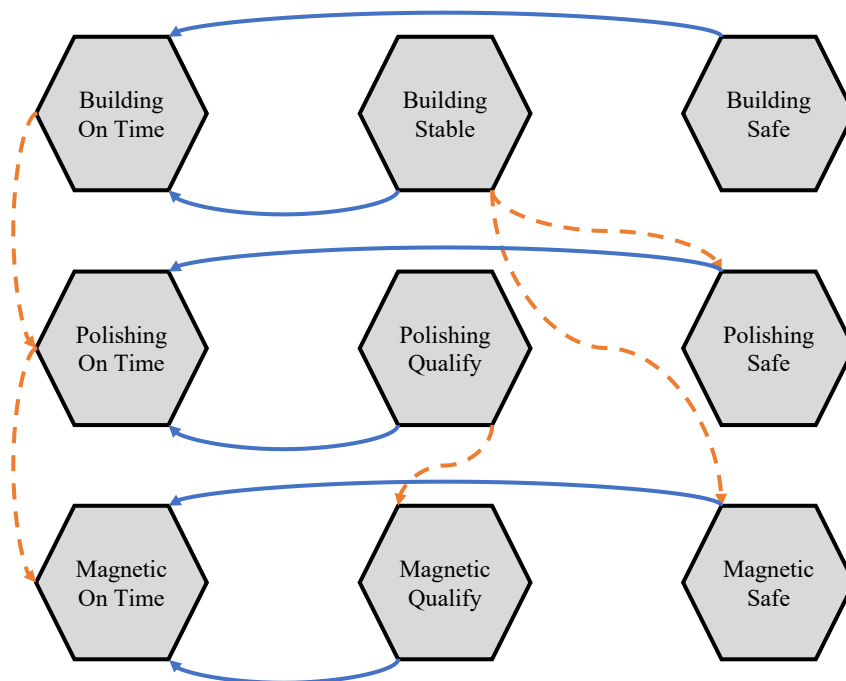 Building
On Time
Building
Stable
Building
Safe
Polishing
On Time
Polishing
Qualify
Polishing
Safe
Magnetic
On Time
Magnetic
Qualify
Magnetic
Safe